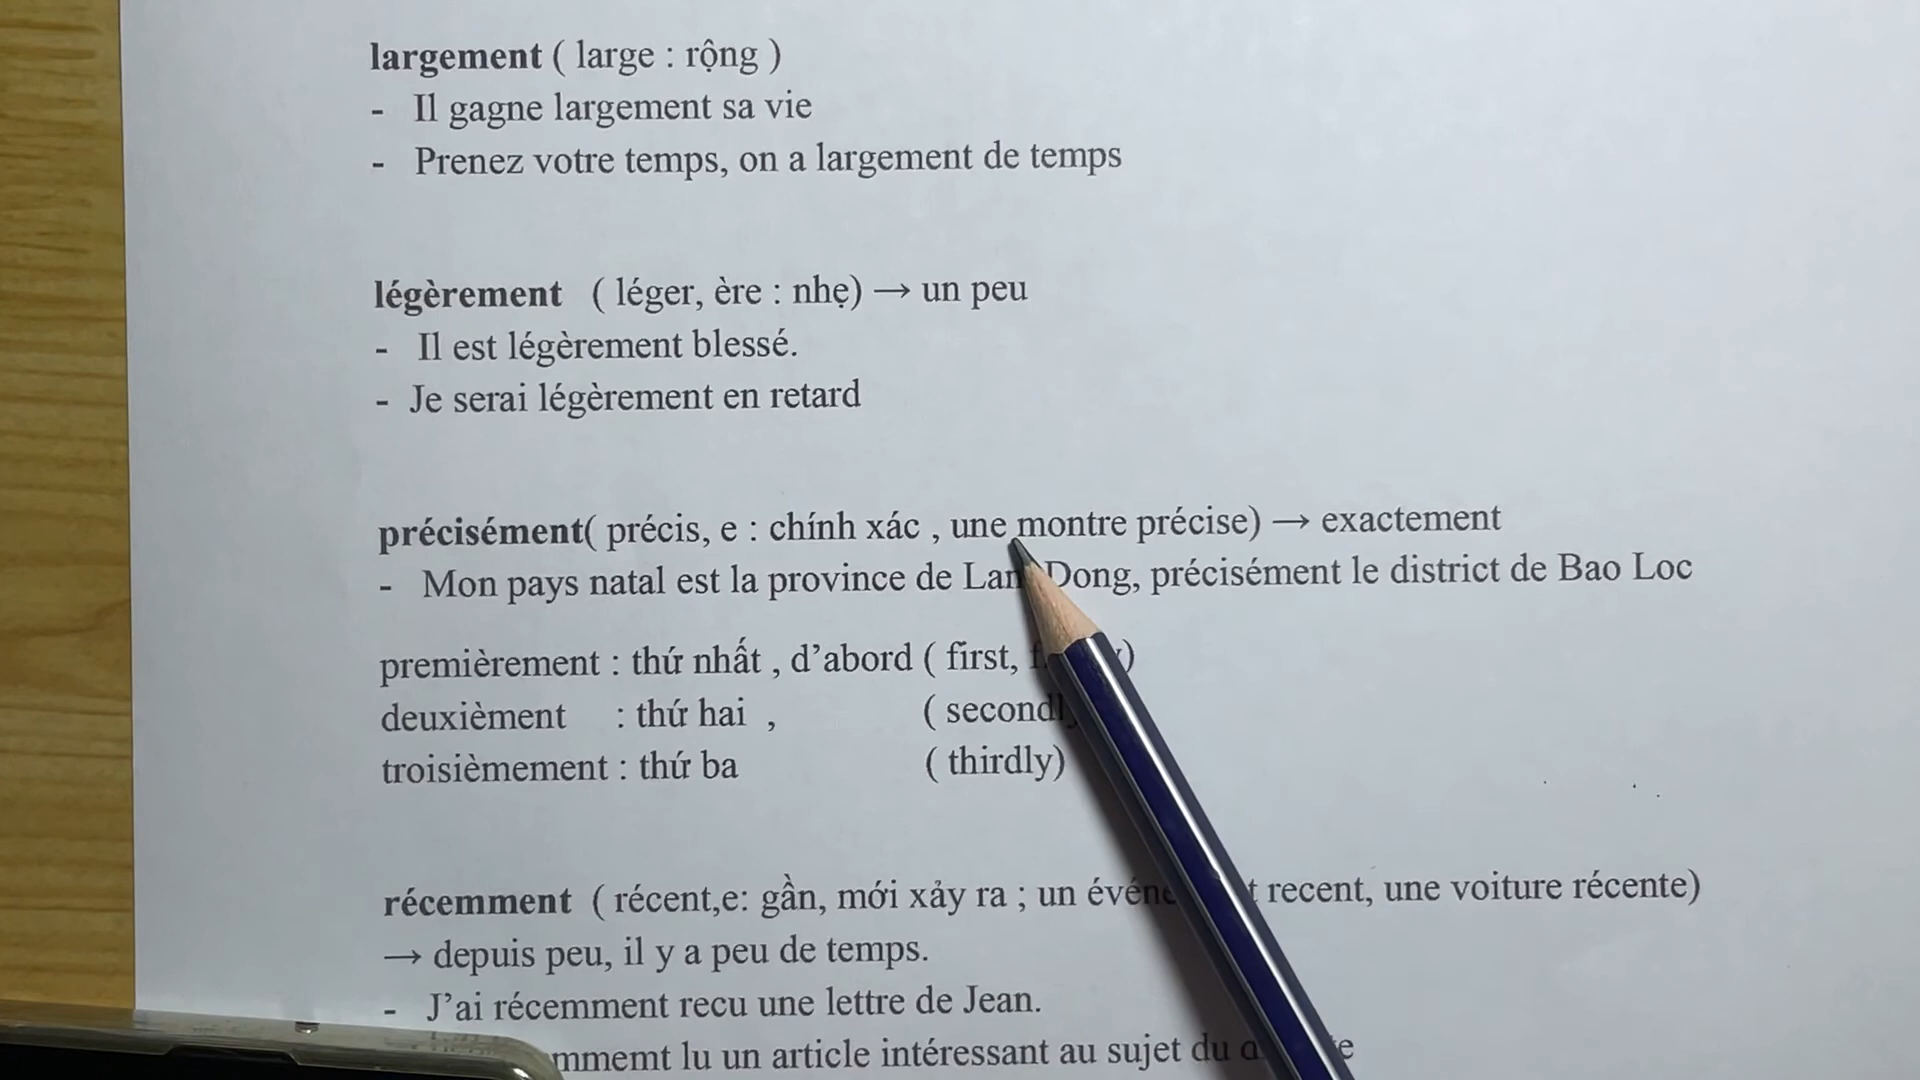 largement ( large : rộng )
- Il gagne largement sa vie
- Prenez votre temps, on a largement de temps
légèrement ( léger, ère : nhẹ) → un peu
- Il est légèrement blessé.
- Je serai légèrement en retard
précisément( précis, e : chính xác , une montre précise) → exactement
- Mon pays natal est la province de Dong, précisément le district de Bao Loc
premièrement : thứ nhất , d’abord ( first, )
deuxièment : thứ hai , (
troisièmement : thứ ba ( thirdly)
récemment ( récent,e: gần, mới xảy ra ; un recent, une voiture récente)
→ depuis peu, il y a peu de temps.
- J’ai récemment recu une lettre de Jean.
lu un article intéressant au sujet du